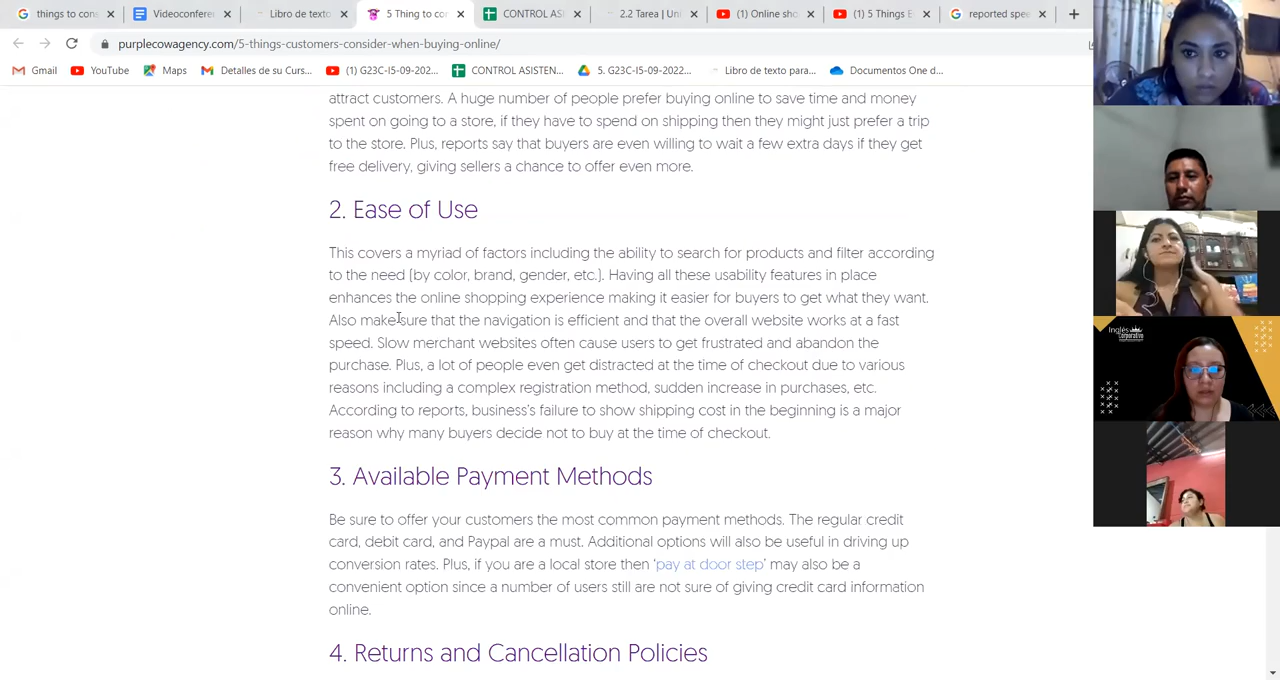 things to cons
Videoconferen
Libro de texto
5 Thing to con
CONTROL ASI
2.2 Tarea | Uni
(1) Online sho
(1) 5 Things E
reported spee
purplecowagency.com/5-things-customers-consider-when-buying-online/
Gmail
YouTube
Maps
Detalles de su Curs...
(1) G23C-I5-09-202...
CONTROL ASISTEN...
5. G23C-I5-09-2022...
Libro de texto para...
Documentos One d...
attract customers. A huge number of people prefer buying online to save time and money
spent on going to a store, if they have to spend on shipping then they might just prefer a trip
to the store. Plus, reports say that buyers are even willing to wait a few extra days if they get
free delivery, giving sellers a chance to offer even more.
2. Ease of Use
This covers a myriad of things including the ability to search for products and filter according
to the need [by color, brand, gender, etc.]. Having all these usability features in place
enhances the online shopping experience making it easier for buyers to get what they want.
Also make sure that the navigation is efficient and that the overall website works at a fast
speed. Slow merchant websites often cause users to get frustrated and abandon the
purchase. Plus, a lot of people even get distracted at the time of checkout due to various
reasons including a complex registration method, sudden increase in purchases, etc.
According to reports, business's failure to show shipping cost in the beginning is a major
reason why many buyers decide not to buy at the time of checkout.
3. Available Payment Methods
Be sure to offer your customers the most common payment methods. The regular credit
card, debit card, and Paypal are a must. Additional options will also be useful in driving up
conversion rates. Plus, if you are a local store then 'pay at door step' may also be a
convenient option since a number of users still are not sure of giving credit card information
online.
4. Returns and Cancellation Policies
Inglés
Corporativo